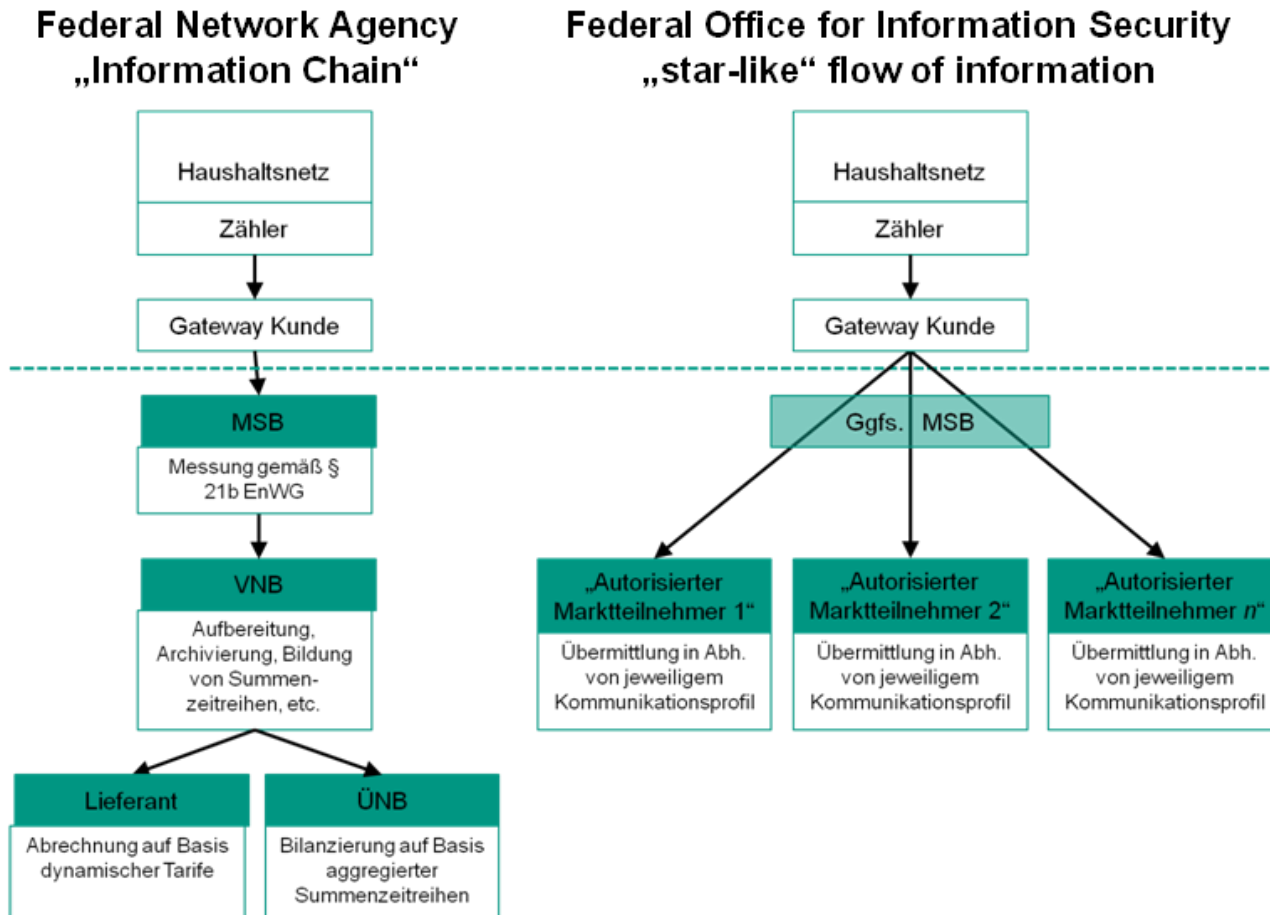 Federal Network Agency
„Information Chain“
Haushaltsnetz
Zähler
Gateway Kunde
MSB
Messung gemäß §
21b EnWG
VNB
Aufbereitung,
Archivierung, Bildung
von Summen-
zeitreihen, etc.
Lieferant
Abrechnung auf Basis
dynamischer Tarife
ÜNB
Bilanzierung auf Basis
aggregierter
Summenzeitreihen
Federal Office for Information Security
„star-like“ flow of information
Haushaltsnetz
Zähler
Gateway Kunde
Ggfs. MSB
„Autorisierter
Marktteilnehmer 1“
Übermittlung in Abh.
von jeweiligem
Kommunikationsprofil
„Autorisierter
Marktteilnehmer 2“
Übermittlung in Abh.
von jeweiligem
Kommunikationsprofil
„Autorisierter
Marktteilnehmer n“
Übermittlung in Abh.
von jeweiligem
Kommunikationsprofil